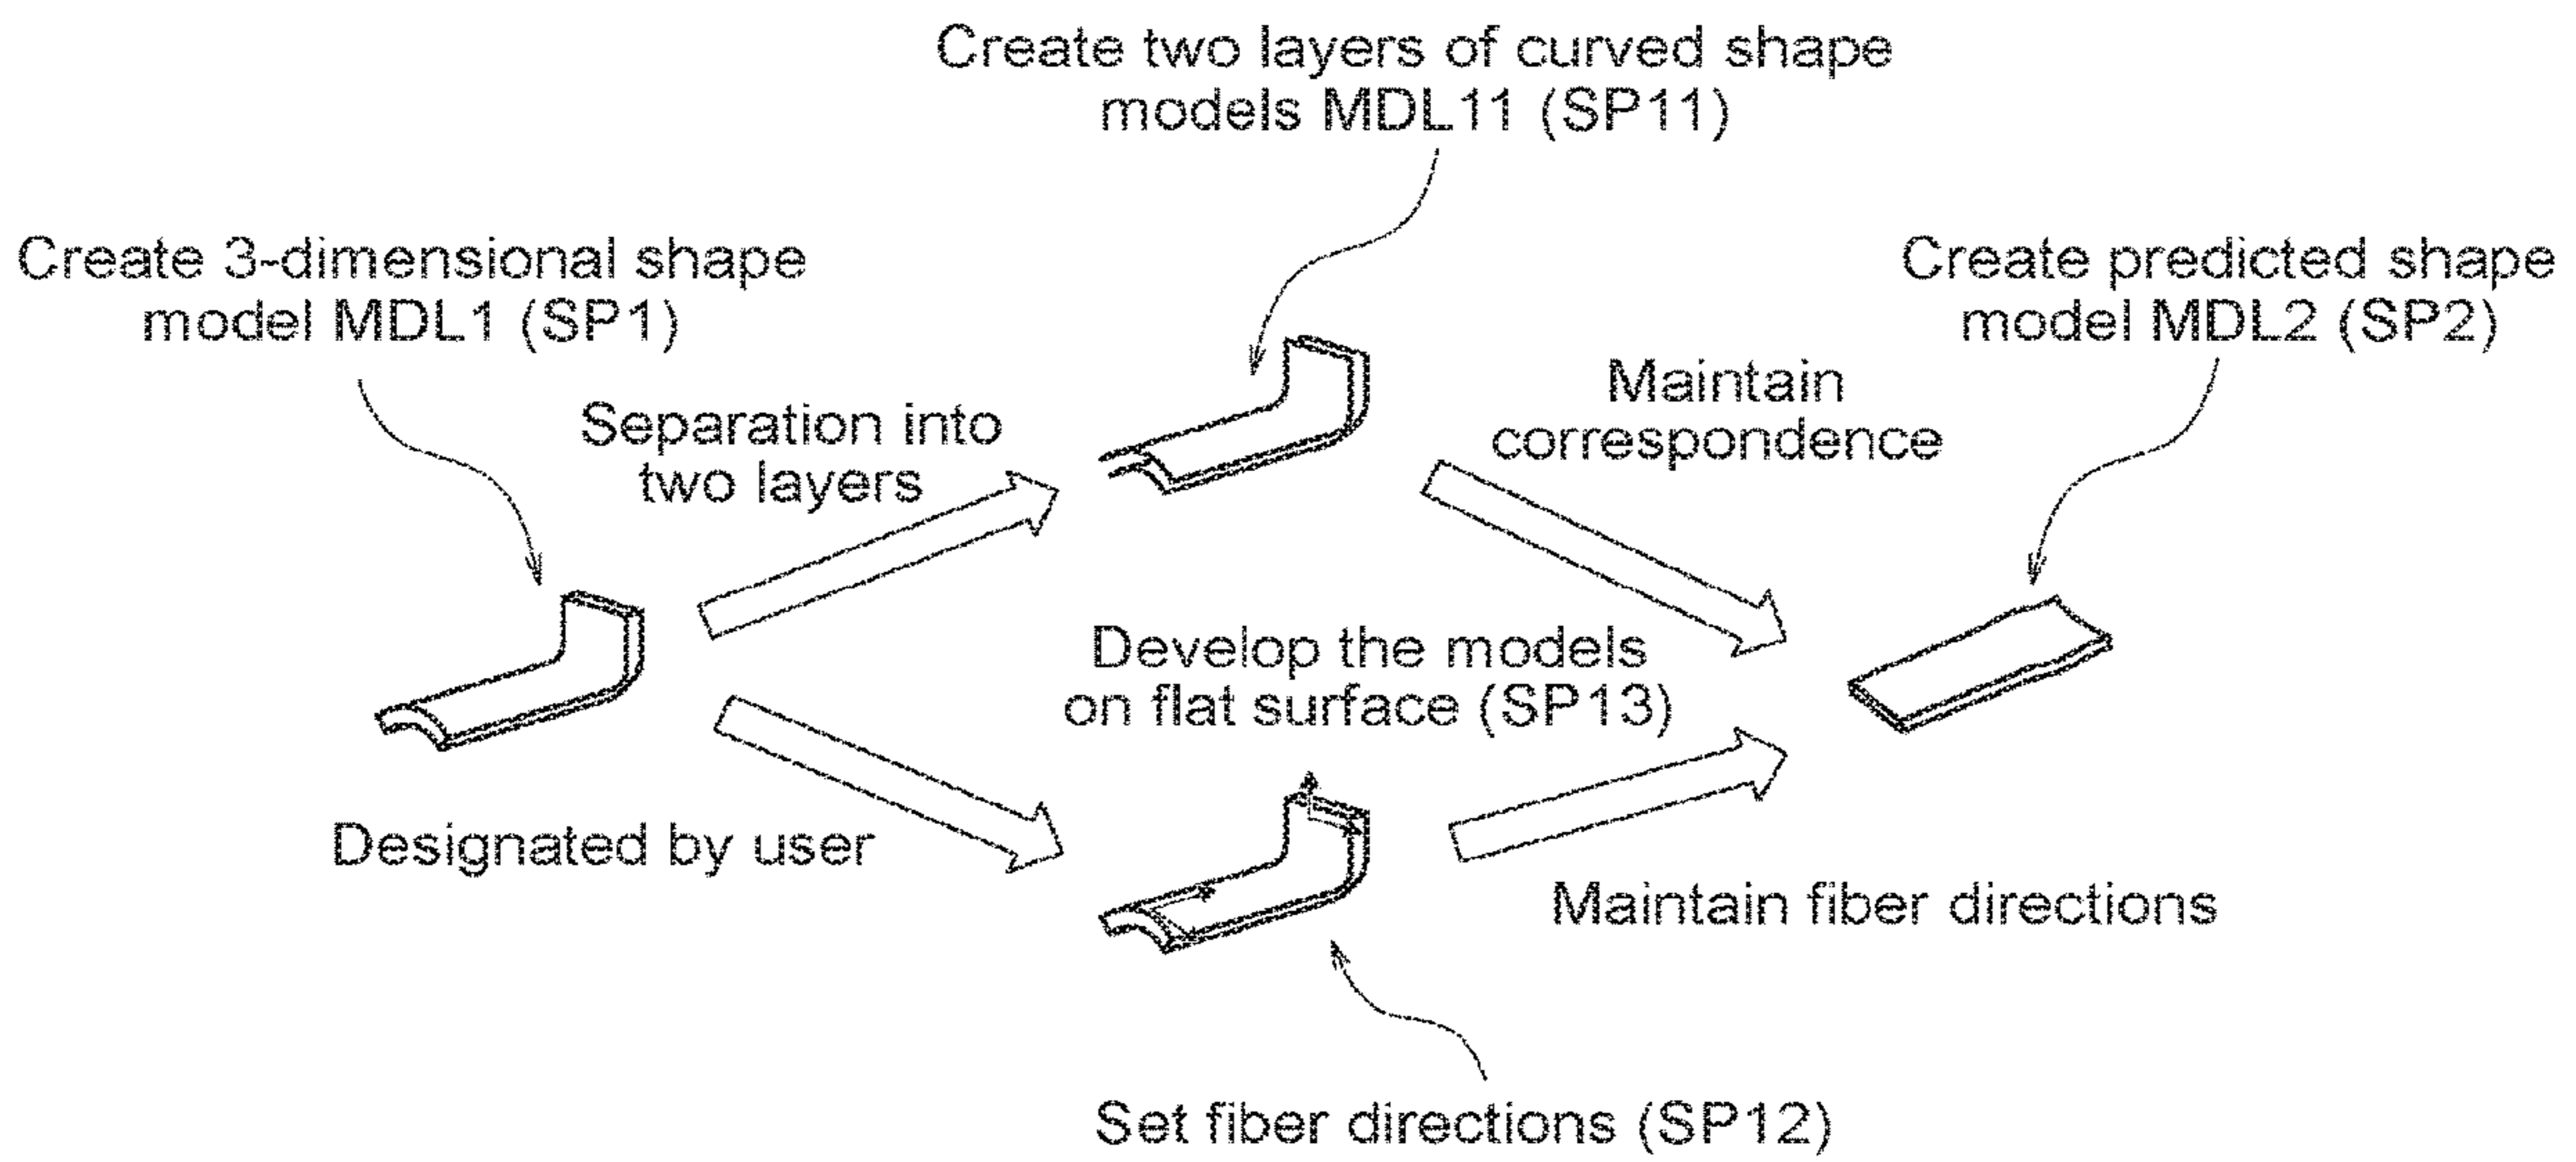 Create two layers of curved shape
models MDL11 (SP11)
Create 3-dimensional shape
model MDL1 (SP1)
Create predicted shape
model MDL2 (SP2)
Separation into
two layers
Maintain
correspondence
Develop the models
on flat surface (SP13)
Designated by user
Maintain fiber directions
Set fiber directions (SP12)